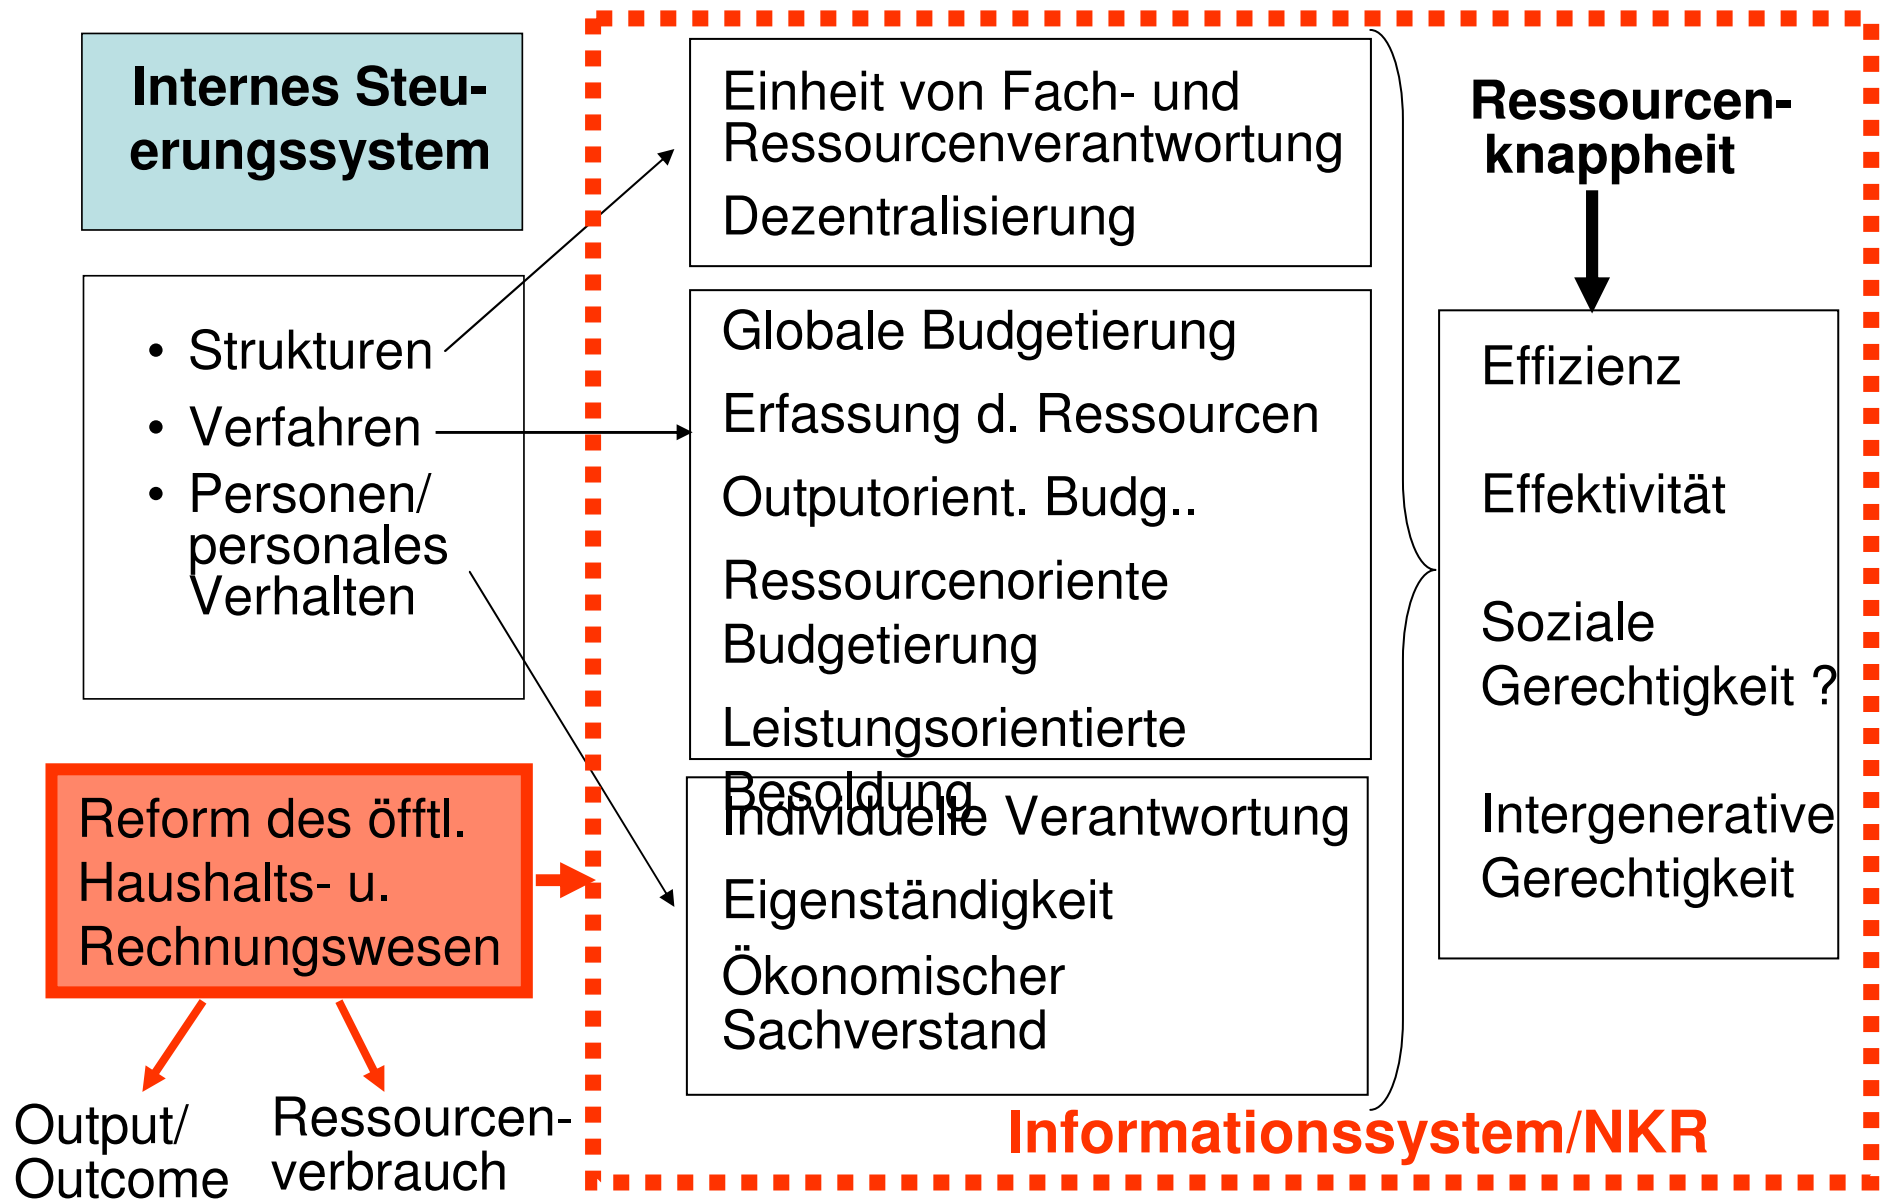 Internes Steu-
erungssystem
• Strukturen
• Verfahren
• Personen/
personales
Verhalten
Reform des öfftl.
Haushalts- u.
Rechnungswesen
Output/
Outcome
Ressourcen-
verbrauch
Einheit von Fach- und
Ressourcenverantwortung
Dezentralisierung
Globale Budgetierung
Erfassung d. Ressourcen
Outputorient. Budg..
Ressourcenoriente
Budgetierung
Leistungsorientierte
Besoldung
Individuelle Verantwortung
Eigenständigkeit
Ökonomischer
Sachverstand
Ressourcen-
knappheit
Effizienz
Effektivität
Soziale
Gerechtigkeit ?
Intergenerative
Gerechtigkeit
Informationssystem/NKR